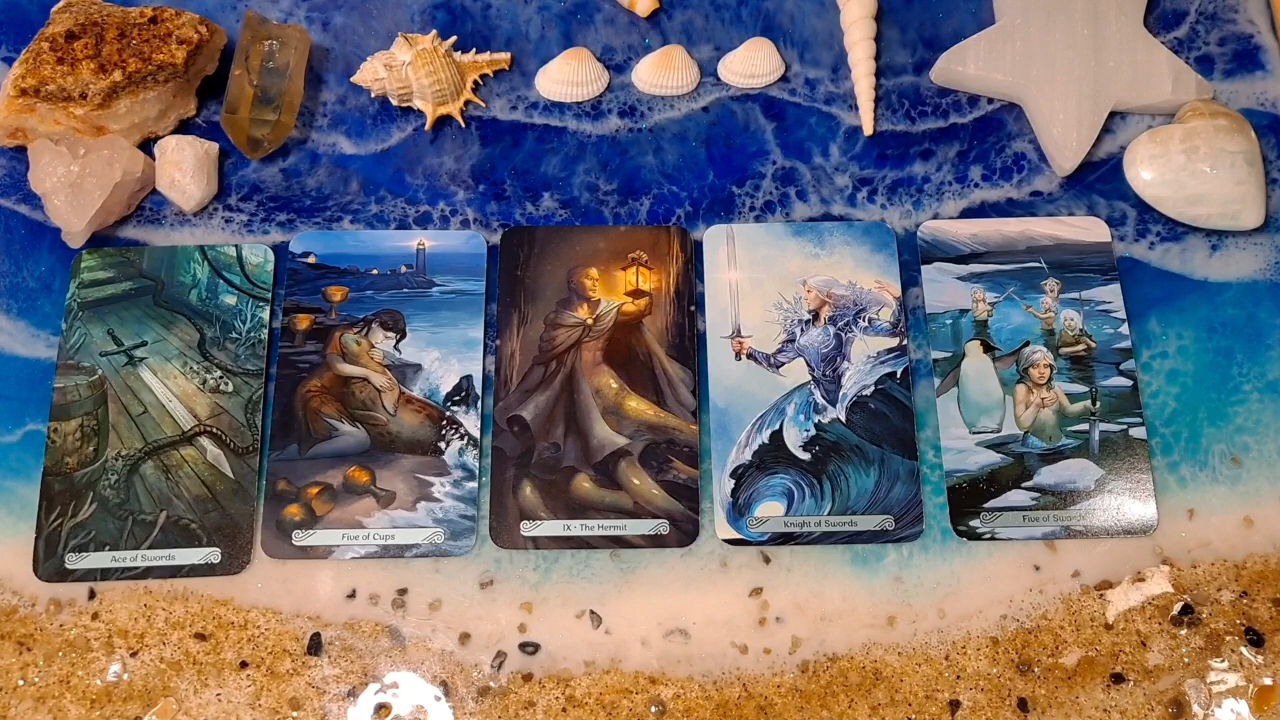 Ace of Swords
Five of Cups
IX • The Hermit
Knight of Swords
Five of Swords